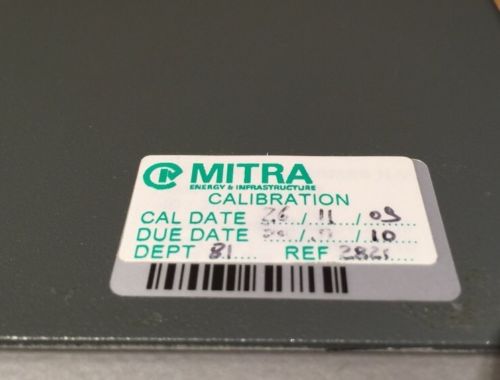 MITRA
ENERGY & INFRASTRUCTURE
CALIBRATION
CAL DATE 26/11/09
DUE DATE / /10
DEPT 81 REF